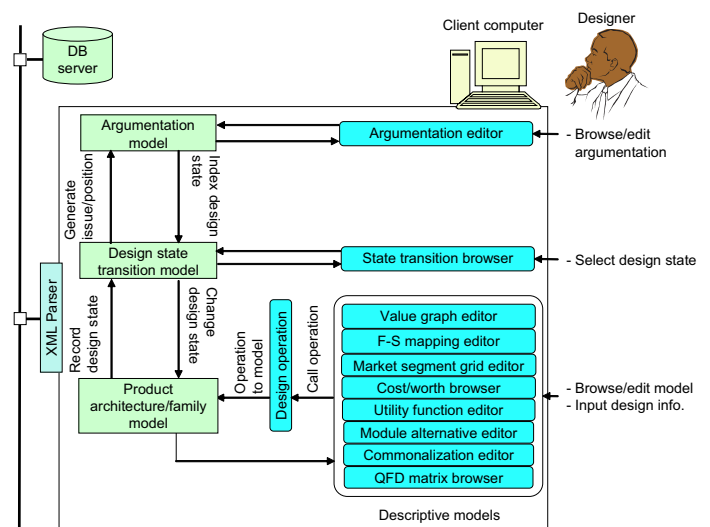 Client computer
Designer
DB
server
Argumentation
model
Argumentation editor
- Browse/edit
argumentation
Generate
issue/position
Index design
state
Design state
transition model
State transition browser
- Select design state
XML Parser
Record
design state
Change
design state
Operation
to model
Design operation
Call operation
Value graph editor
F-S mapping editor
Market segment grid editor
Cost/worth browser
Utility function editor
Module alternative editor
Commonalization editor
QFD matrix browser
Product
architecture/family
model
- Browse/edit model
- Input design info.
Descriptive models